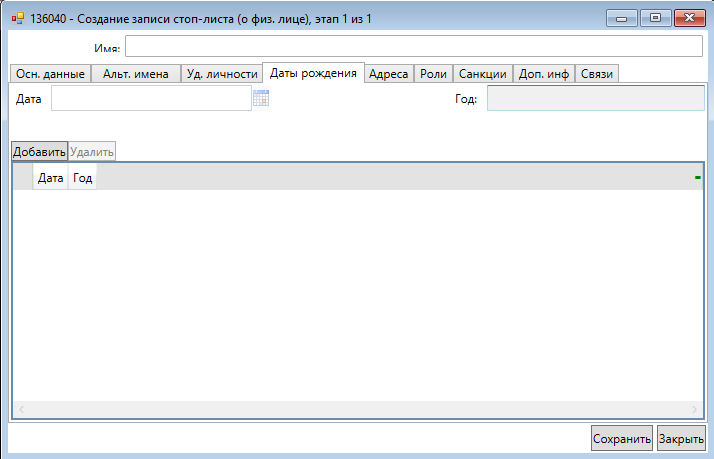 136040 - Создание записи стоп-листа (о физ. лице), этап 1 из 1
Имя:
Осн. данные Альт. имена Уд. личности Даты рождения Адреса Роли Санкции Доп. инф Связи
Дата Год:
Добавить Удалить
Дата Год
Сохранить Закрыть